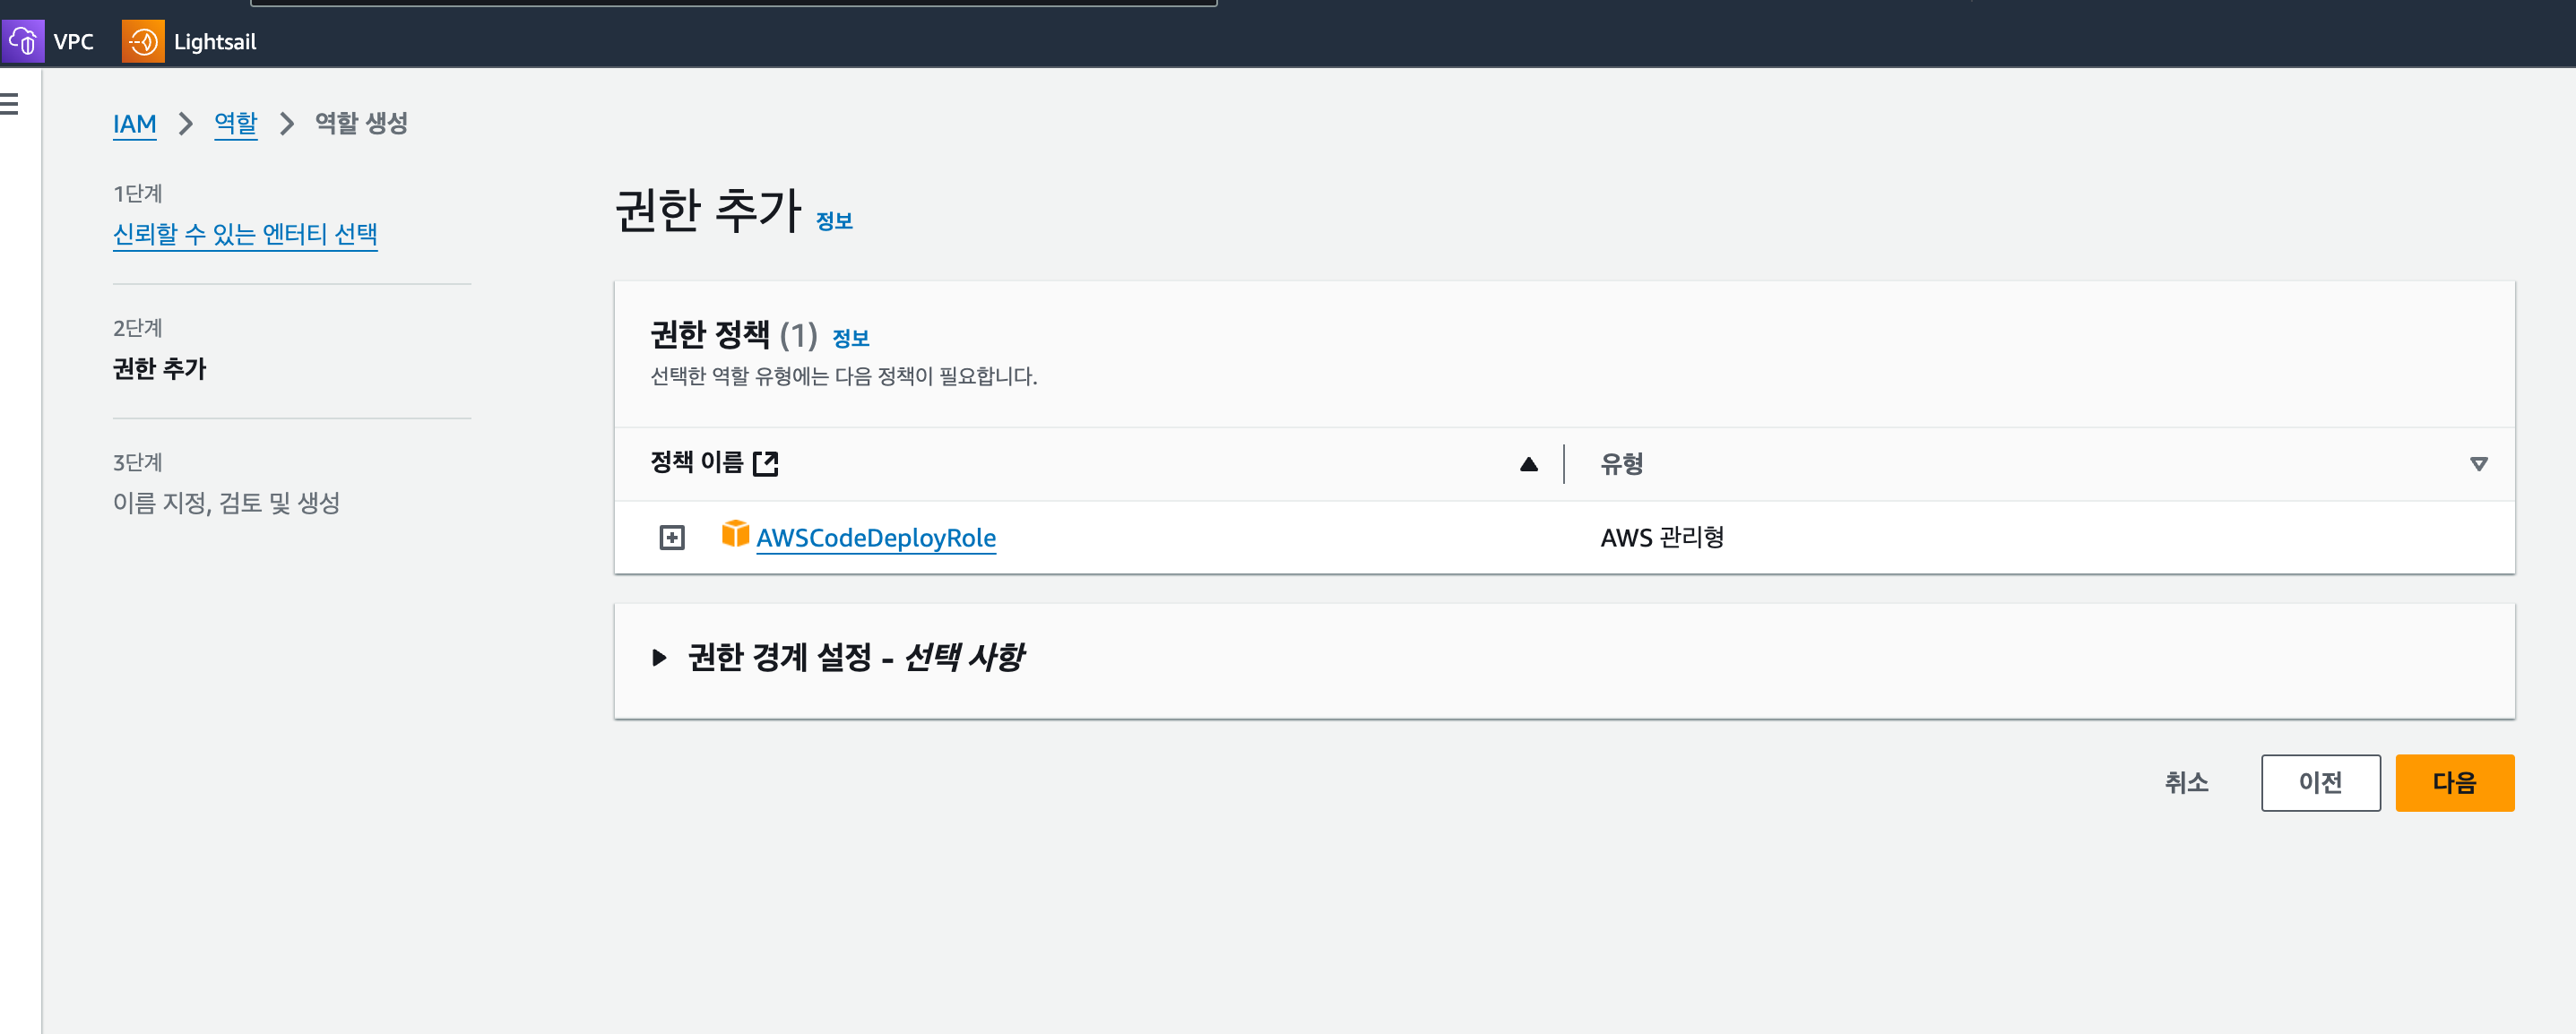 VPC
Lightsail
IAM
역할
역할 생성
1단계
신뢰할 수 있는 엔터티 선택
2단계
권한 추가
3단계
이름 지정, 검토 및 생성
권한 추가 정보
권한 정책 (1) 정보
선택한 역할 유형에는 다음 정책이 필요합니다.
정책 이름
유형
AWSCodeDeployRole
AWS 관리형
권한 경계 설정 - 선택 사항
취소
이전
다음